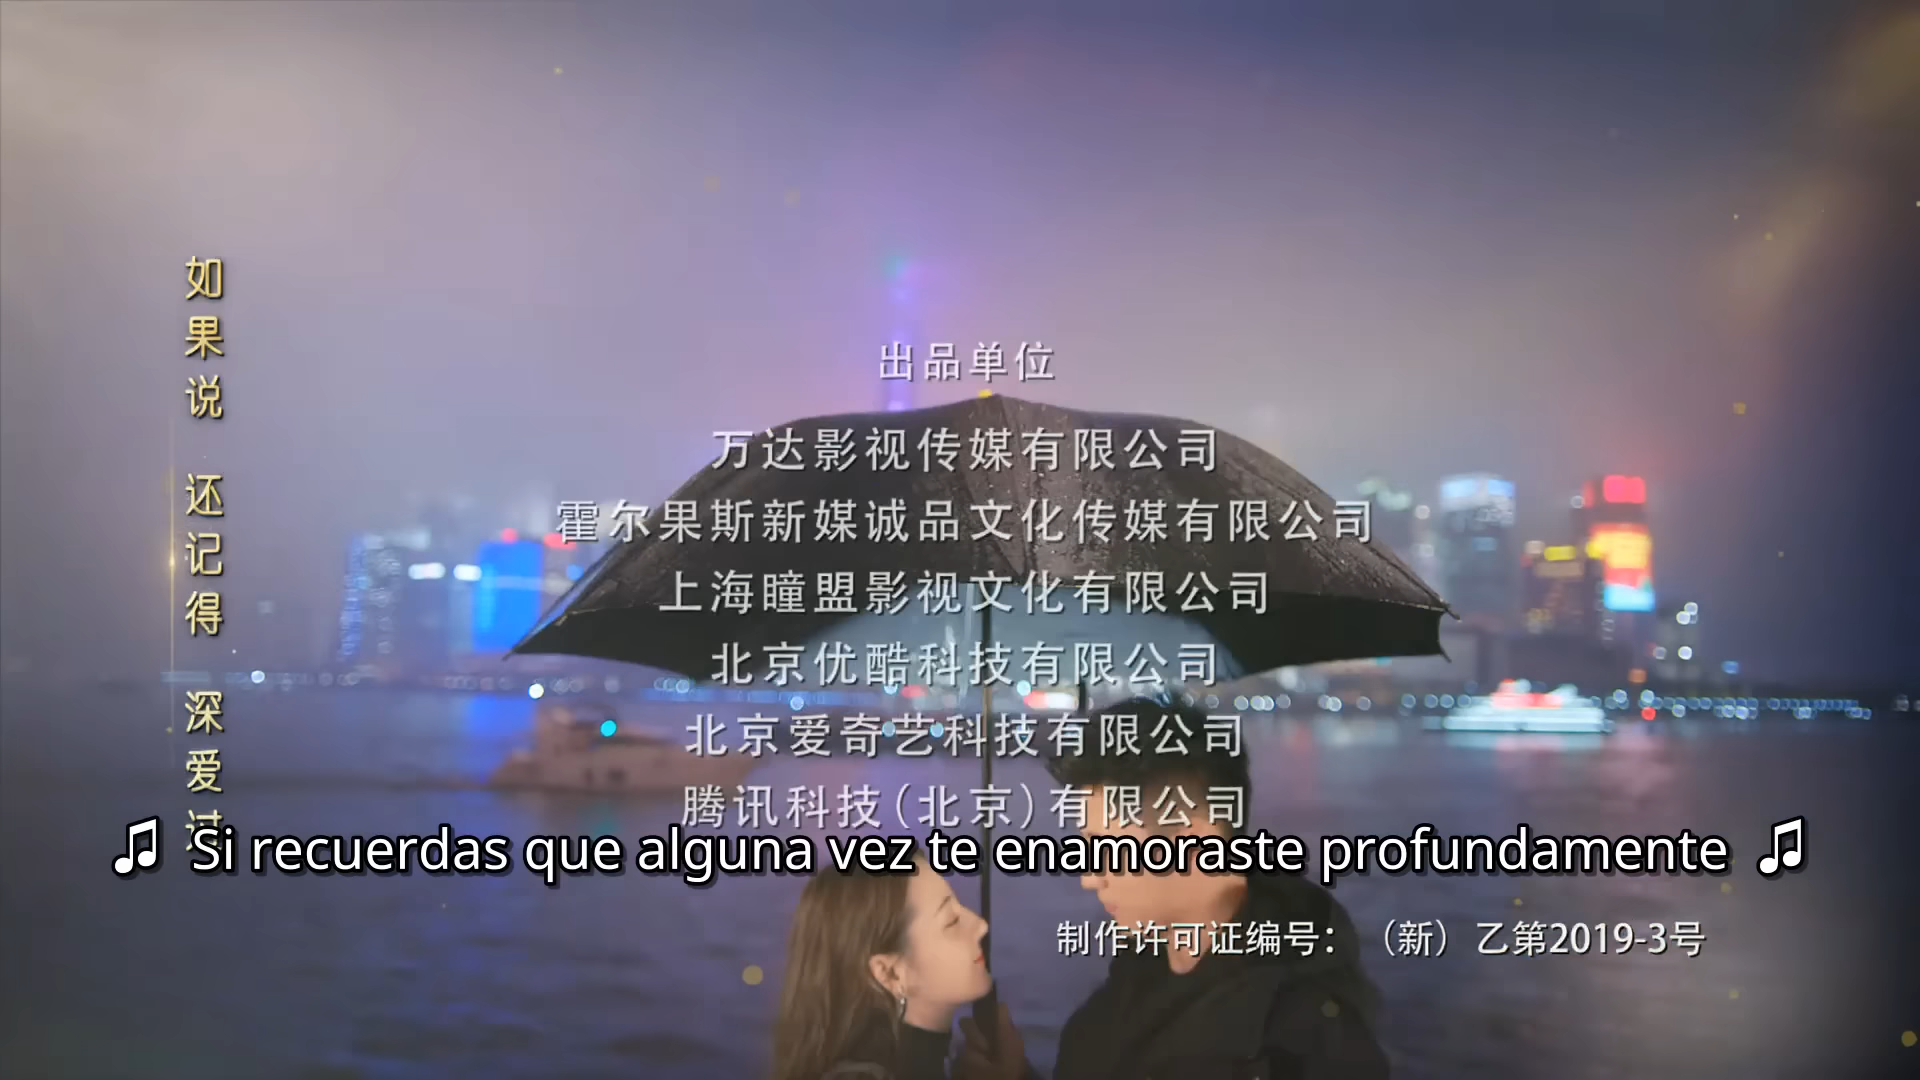 如果说 还记得 深爱过
出品单位
万达影视传媒有限公司
霍尔果斯新媒诚品文化传媒有限公司
上海瞳盟影视文化有限公司
北京优酷科技有限公司
北京爱奇艺科技有限公司
腾讯科技(北京)有限公司
♫ Si recuerdas que alguna vez te enamoraste profundamente ♫
制作许可证编号：（新）乙第2019-3号